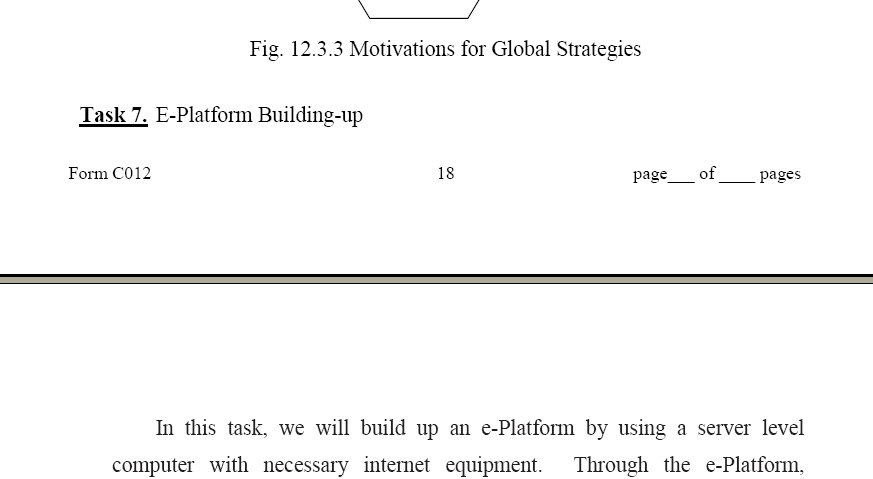 Fig. 12.3.3 Motivations for Global Strategies
Task 7. E-Platform Building-up
Form C012 18 page___ of ____ pages
In this task, we will build up an e-Platform by using a server level
computer with necessary internet equipment. Through the e-Platform,